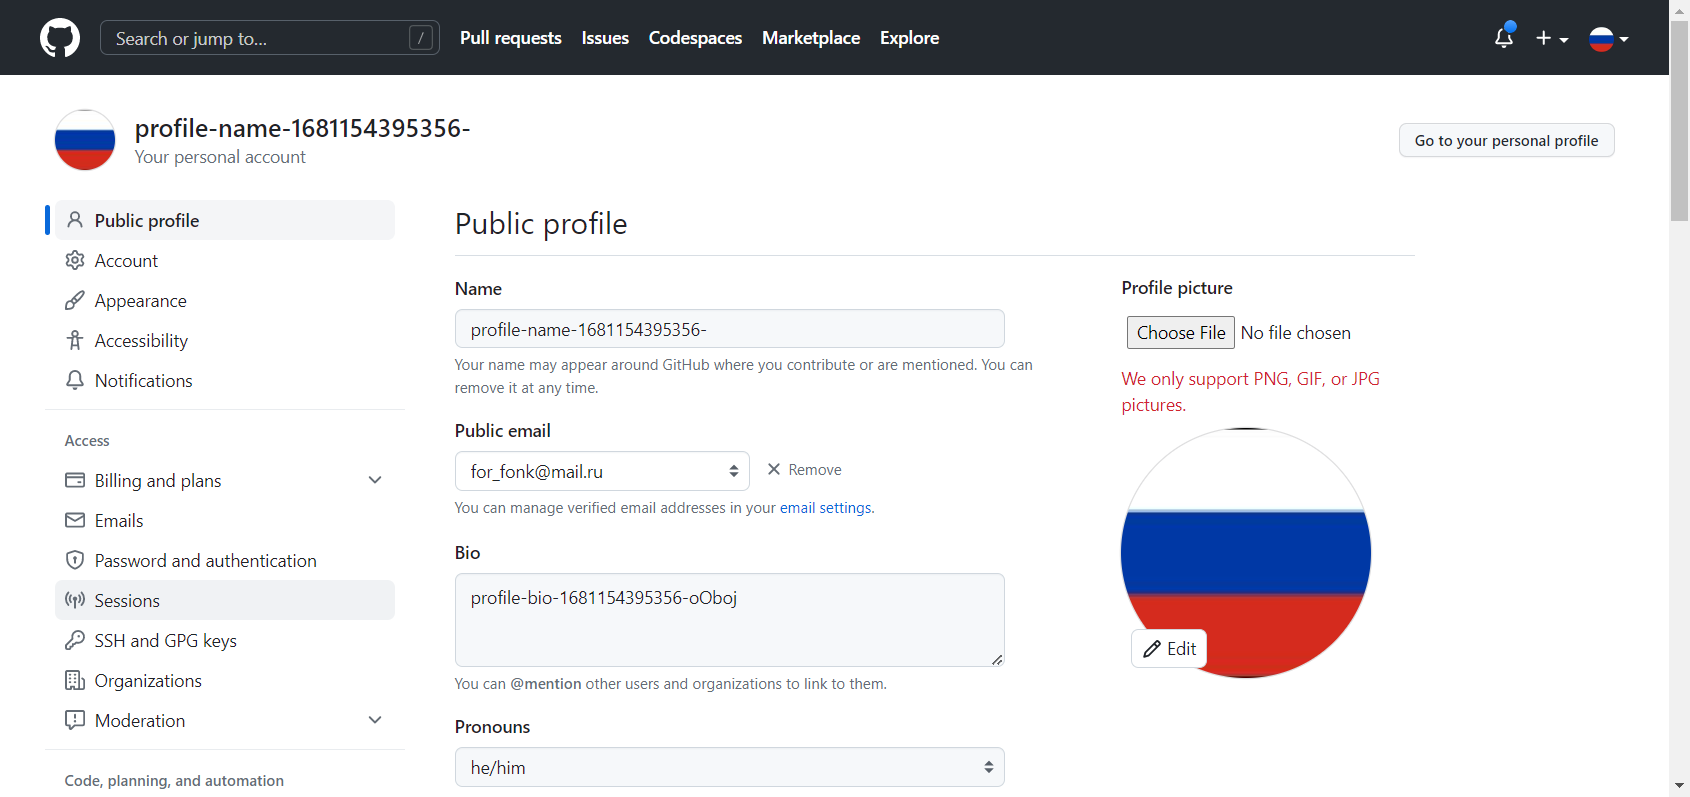 Search or jump to... /
Pull requests Issues Codespaces Marketplace Explore
profile-name-1681154395356-
Your personal account
Go to your personal profile
Public profile
Account
Appearance
Accessibility
Notifications
Access
Billing and plans
Emails
Password and authentication
Sessions
SSH and GPG keys
Organizations
Moderation
Code, planning, and automation
Public profile
Name
profile-name-1681154395356-
Your name may appear around GitHub where you contribute or are mentioned. You can
remove it at any time.
Public email
for_fonk@mail.ru
Remove
You can manage verified email addresses in your email settings.
Bio
profile-bio-1681154395356-oOboj
You can @mention other users and organizations to link to them.
Pronouns
he/him
Profile picture
Choose File No file chosen
We only support PNG, GIF, or JPG
pictures.
Edit